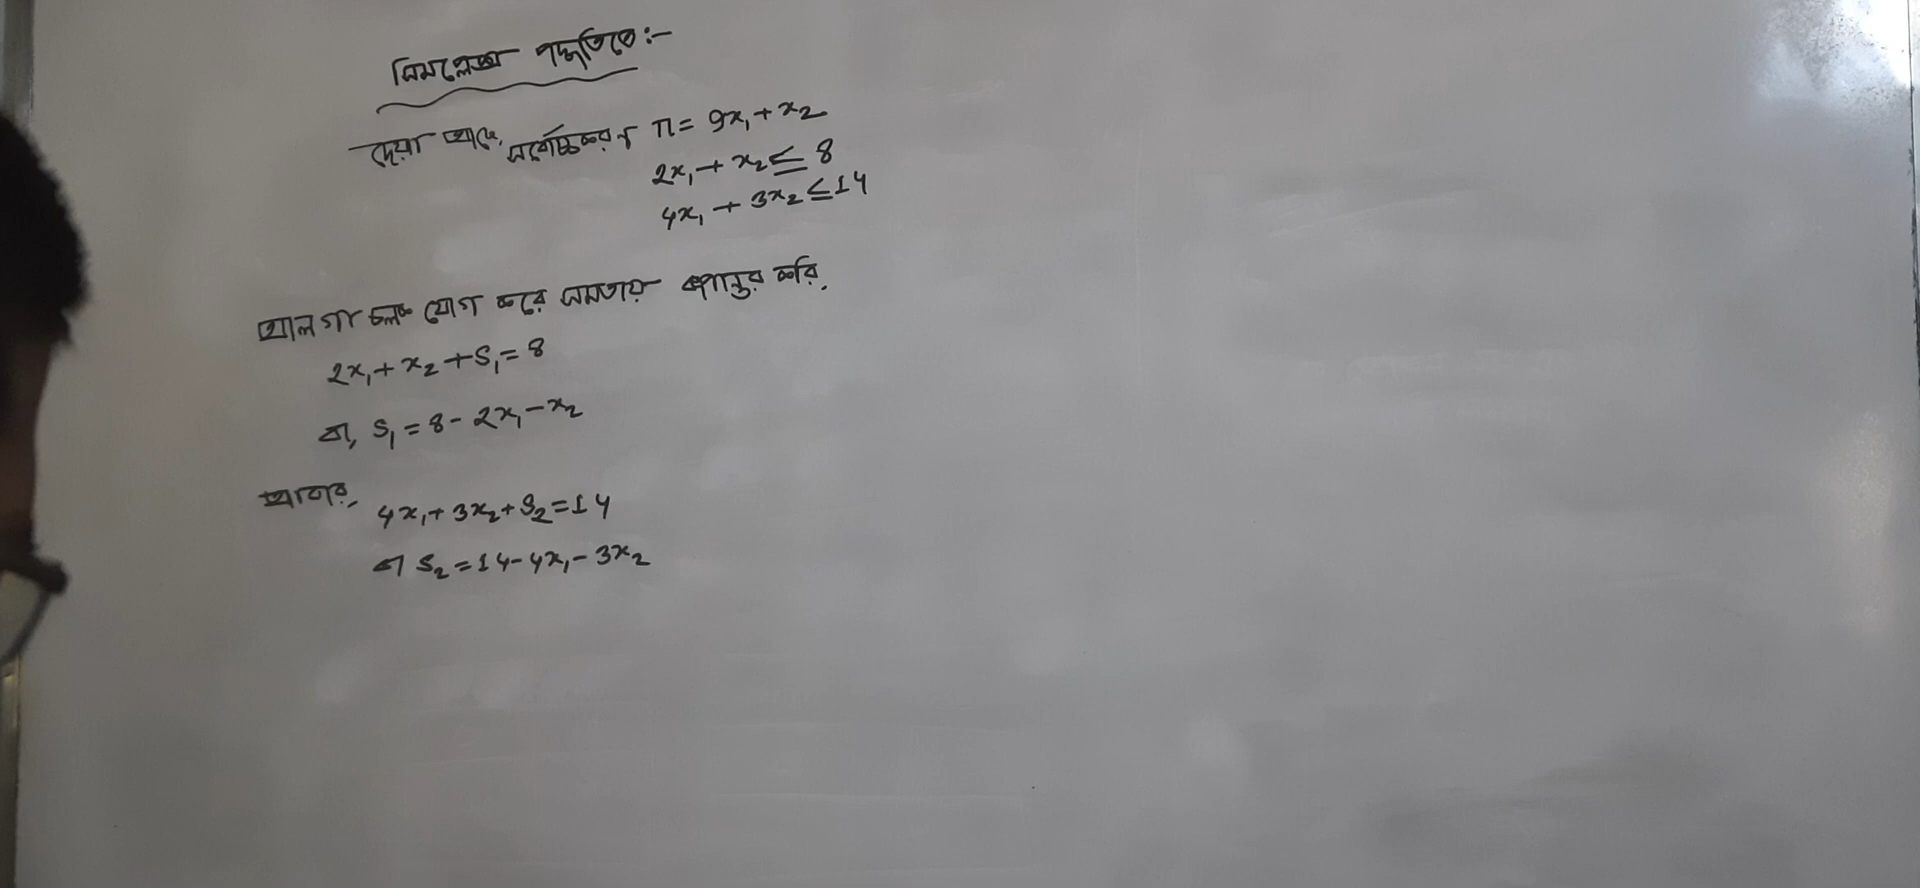 সিমপ্লেক্স পদ্ধতিতে:-
দেয়া আছে, সর্বোচ্চকরণ π = 9x₁ + x₂
2x₁ + x₂ ≤ 8
4x₁ + 3x₂ ≤ 14
আলগা চলক যোগ করে সমতায় রূপান্তর করি,
2x₁ + x₂ + S₁ = 8
বা, S₁ = 8 - 2x₁ - x₂
আবার,
4x₁ + 3x₂ + S₂ = 14
বা S₂ = 14 - 4x₁ - 3x₂